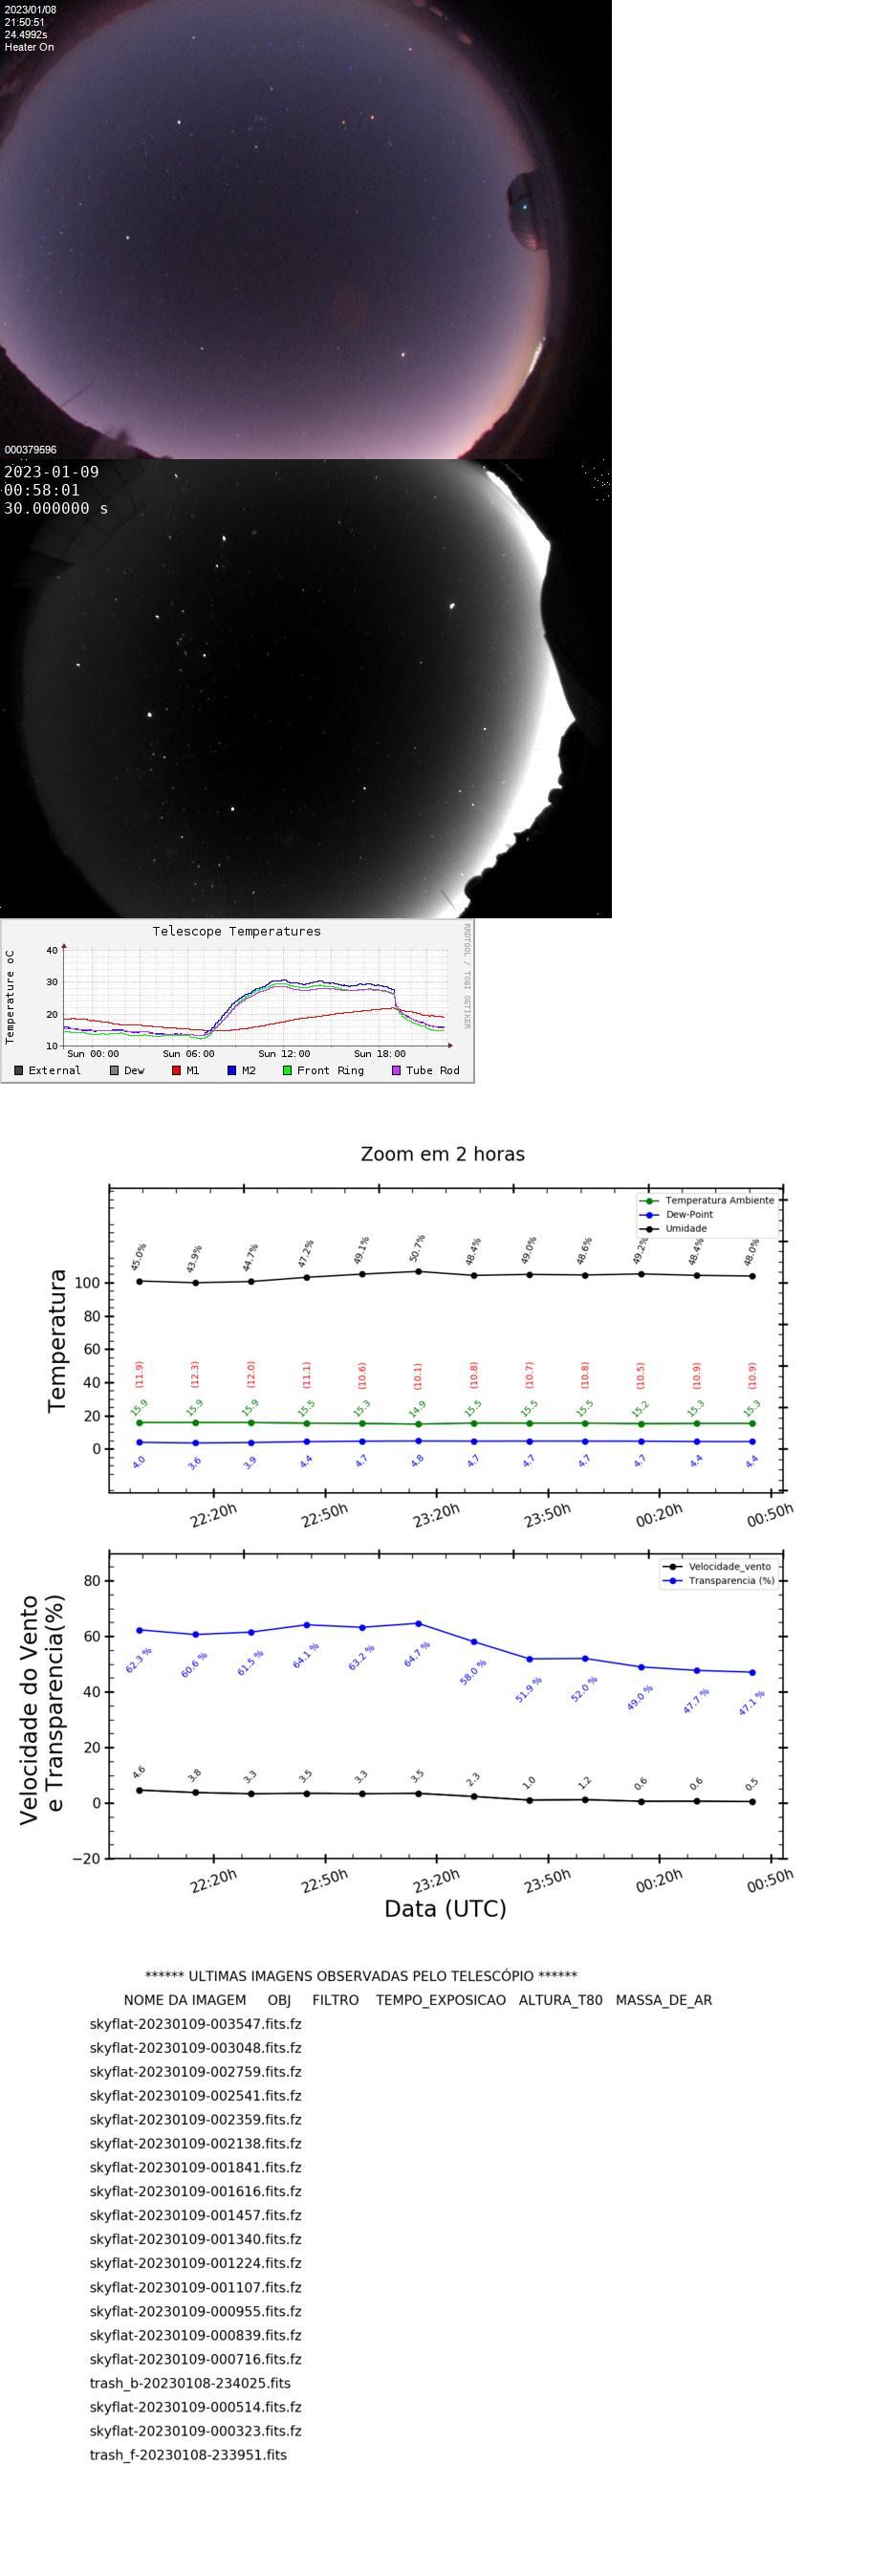 2023/01/08
21:50:51
24.4992s
Heater On
000379596
2023-01-09
00:58:01
30.000000 s
Telescope Temperatures
RRDTOOL / TOBI OETIKER
Temperature oC
40
30
20
10
Sun 00:00 Sun 06:00 Sun 12:00 Sun 18:00
External Dew M1 M2 Front Ring Tube Rod
Zoom em 2 horas
Temperatura Ambiente
Dew-Point
Umidade
45.0% 43.9% 44.7% 47.2% 49.1% 50.7% 48.4% 49.0% 48.6% 49.2% 48.4% 48.0%
Temperatura
100
80
60
40
20
0
(11.9) (12.3) (12.0) (11.1) (10.6) (10.1) (10.8) (10.7) (10.8) (10.5) (10.9) (10.9)
15.9 15.9 15.9 15.5 15.3 14.9 15.5 15.5 15.5 15.2 15.3 15.3
4.0 3.6 3.9 4.4 4.7 4.8 4.7 4.7 4.7 4.7 4.4 4.4
22:20h 22:50h 23:20h 23:50h 00:20h 00:50h
Velocidade_vento
Transparencia (%)
Velocidade do Vento
e Transparencia(%)
80
60
40
20
0
−20
62.3 % 60.6 % 61.5 % 64.1 % 63.2 % 64.7 % 58.0 % 51.9 % 52.0 % 49.0 % 47.7 % 47.1 %
4.6 3.8 3.3 3.5 3.3 3.5 2.3 1.0 1.2 0.6 0.6 0.5
22:20h 22:50h 23:20h 23:50h 00:20h 00:50h
Data (UTC)
****** ULTIMAS IMAGENS OBSERVADAS PELO TELESCÓPIO ******
NOME DA IMAGEM OBJ FILTRO TEMPO_EXPOSICAO ALTURA_T80 MASSA_DE_AR
skyflat-20230109-003547.fits.fz
skyflat-20230109-003048.fits.fz
skyflat-20230109-002759.fits.fz
skyflat-20230109-002541.fits.fz
skyflat-20230109-002359.fits.fz
skyflat-20230109-002138.fits.fz
skyflat-20230109-001841.fits.fz
skyflat-20230109-001616.fits.fz
skyflat-20230109-001457.fits.fz
skyflat-20230109-001340.fits.fz
skyflat-20230109-001224.fits.fz
skyflat-20230109-001107.fits.fz
skyflat-20230109-000955.fits.fz
skyflat-20230109-000839.fits.fz
skyflat-20230109-000716.fits.fz
trash_b-20230108-234025.fits
skyflat-20230109-000514.fits.fz
skyflat-20230109-000323.fits.fz
trash_f-20230108-233951.fits